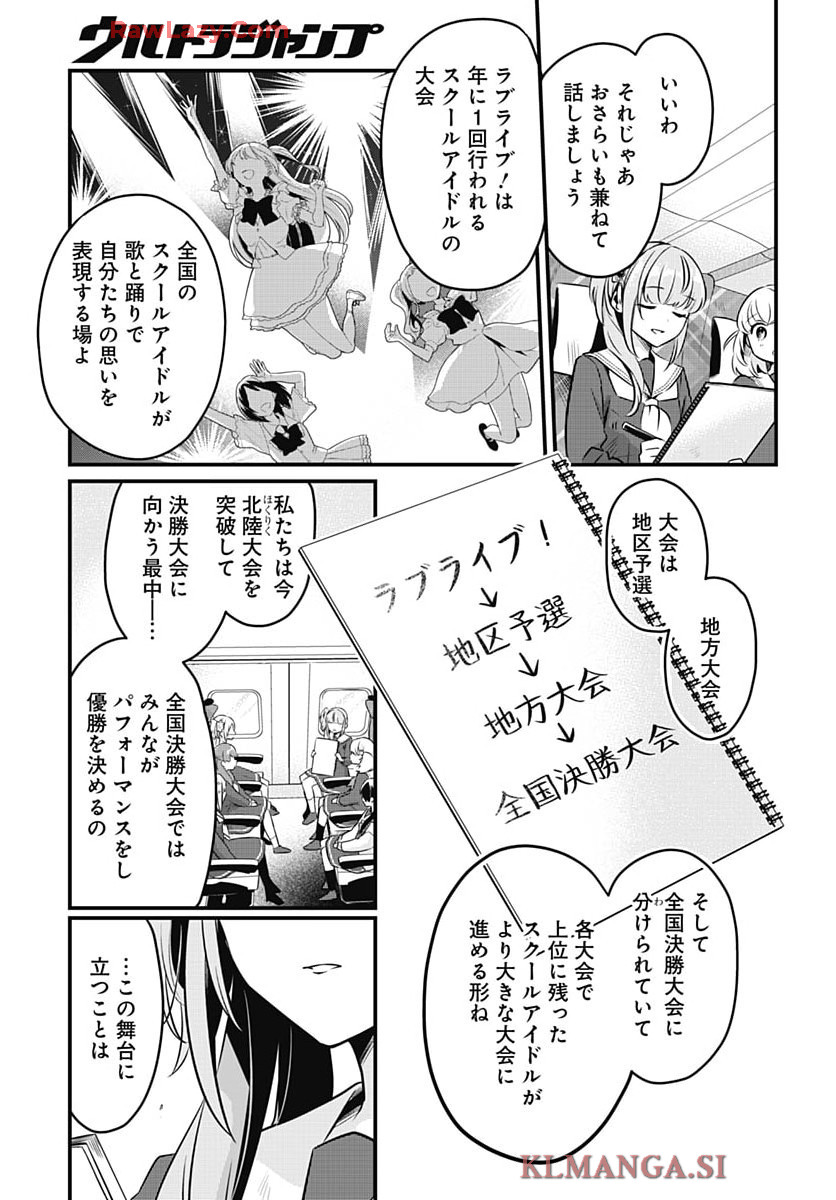 RawLazy.Com
ウルトラジャンプ
いいわ
それじゃあ
おさらいも兼ねて
話しましょう
ラブライブ!は
年に1回行われる
スクールアイドルの
大会
全国の
スクールアイドルが
歌と踊りで
自分たちの思いを
表現する場よ
大会は
地区予選
地方大会
ラブライブ!
↓
地区予選
↓
地方大会
↓
全国決勝大会
そして
全国決勝大会に
分けられていて
わ
各大会で
上位に残った
スクールアイドルが
より大きな大会に
進める形ね
私たちは今
北陸大会を
ほくりく
突破して
決勝大会に
向かう最中――…
全国決勝大会では
みんなが
パフォーマンスをし
優勝を決めるの
…この舞台に
立つことは
KLMANGA.SI